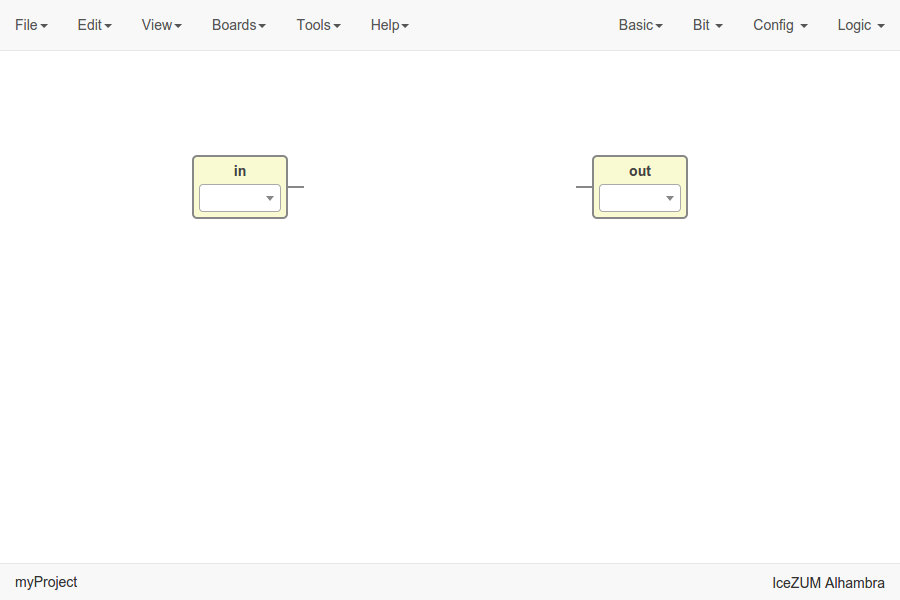 File Edit View Boards Tools Help Basic Bit Config Logic
in out
myProject IceZUM Alhambra